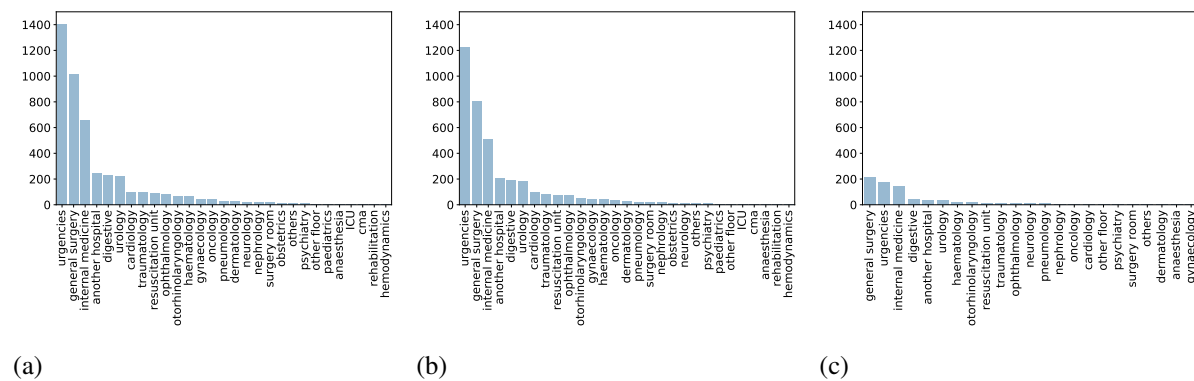 1400
1200
1000
800
600
400
200
0
urgencies
general surgery
internal medicine
another hospital
digestive
urology
cardiology
traumatology
resuscitation unit
ophthalmology
otorhinolaryngology
haematology
gynaecology
oncology
pneumology
dermatology
neurology
nephrology
surgery room
obstetrics
others
psychiatry
other floor
paediatrics
anaesthesia
ICU
cma
rehabilitation
hemodynamics
(a)
1400
1200
1000
800
600
400
200
0
urgencies
general surgery
internal medicine
another hospital
digestive
urology
cardiology
traumatology
resuscitation unit
ophthalmology
otorhinolaryngology
gynaecology
haematology
oncology
dermatology
pneumology
surgery room
nephrology
obstetrics
neurology
others
psychiatry
paediatrics
other floor
ICU
cma
anaesthesia
rehabilitation
hemodynamics
(b)
1400
1200
1000
800
600
400
200
0
general surgery
urgencies
internal medicine
digestive
another hospital
urology
haematology
otorhinolaryngology
resuscitation unit
traumatology
ophthalmology
neurology
pneumology
nephrology
oncology
cardiology
other floor
psychiatry
surgery room
others
dermatology
anaesthesia
gynaecology
(c)